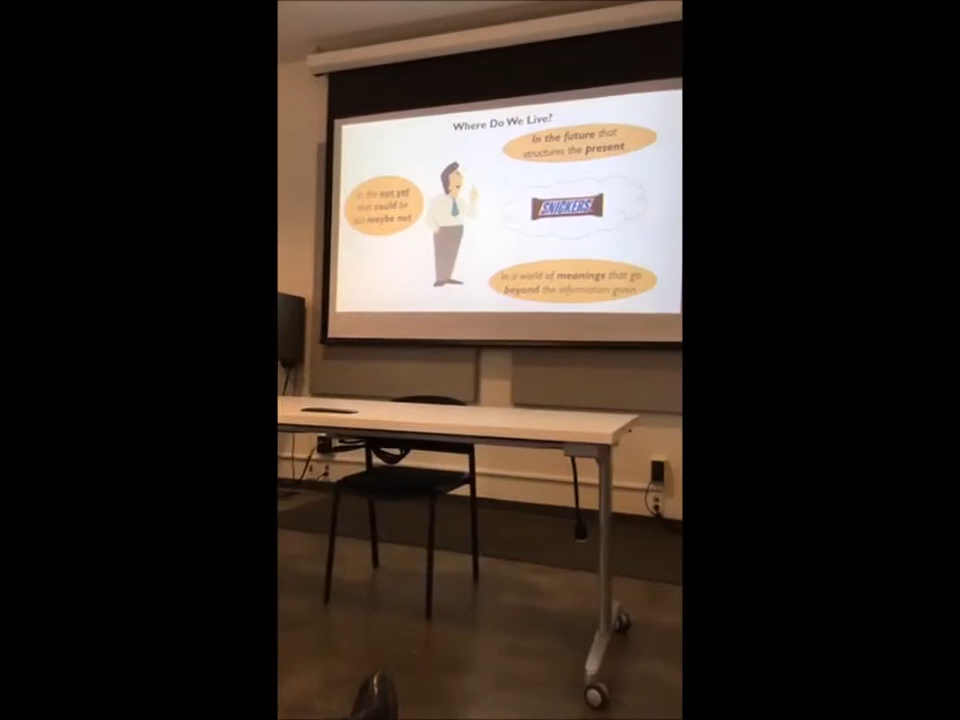 Where Do We Live?
In the future that
structures the present
In the not yet
that could be
but maybe not
SNICKERS
In a world of meanings that go
beyond the information given